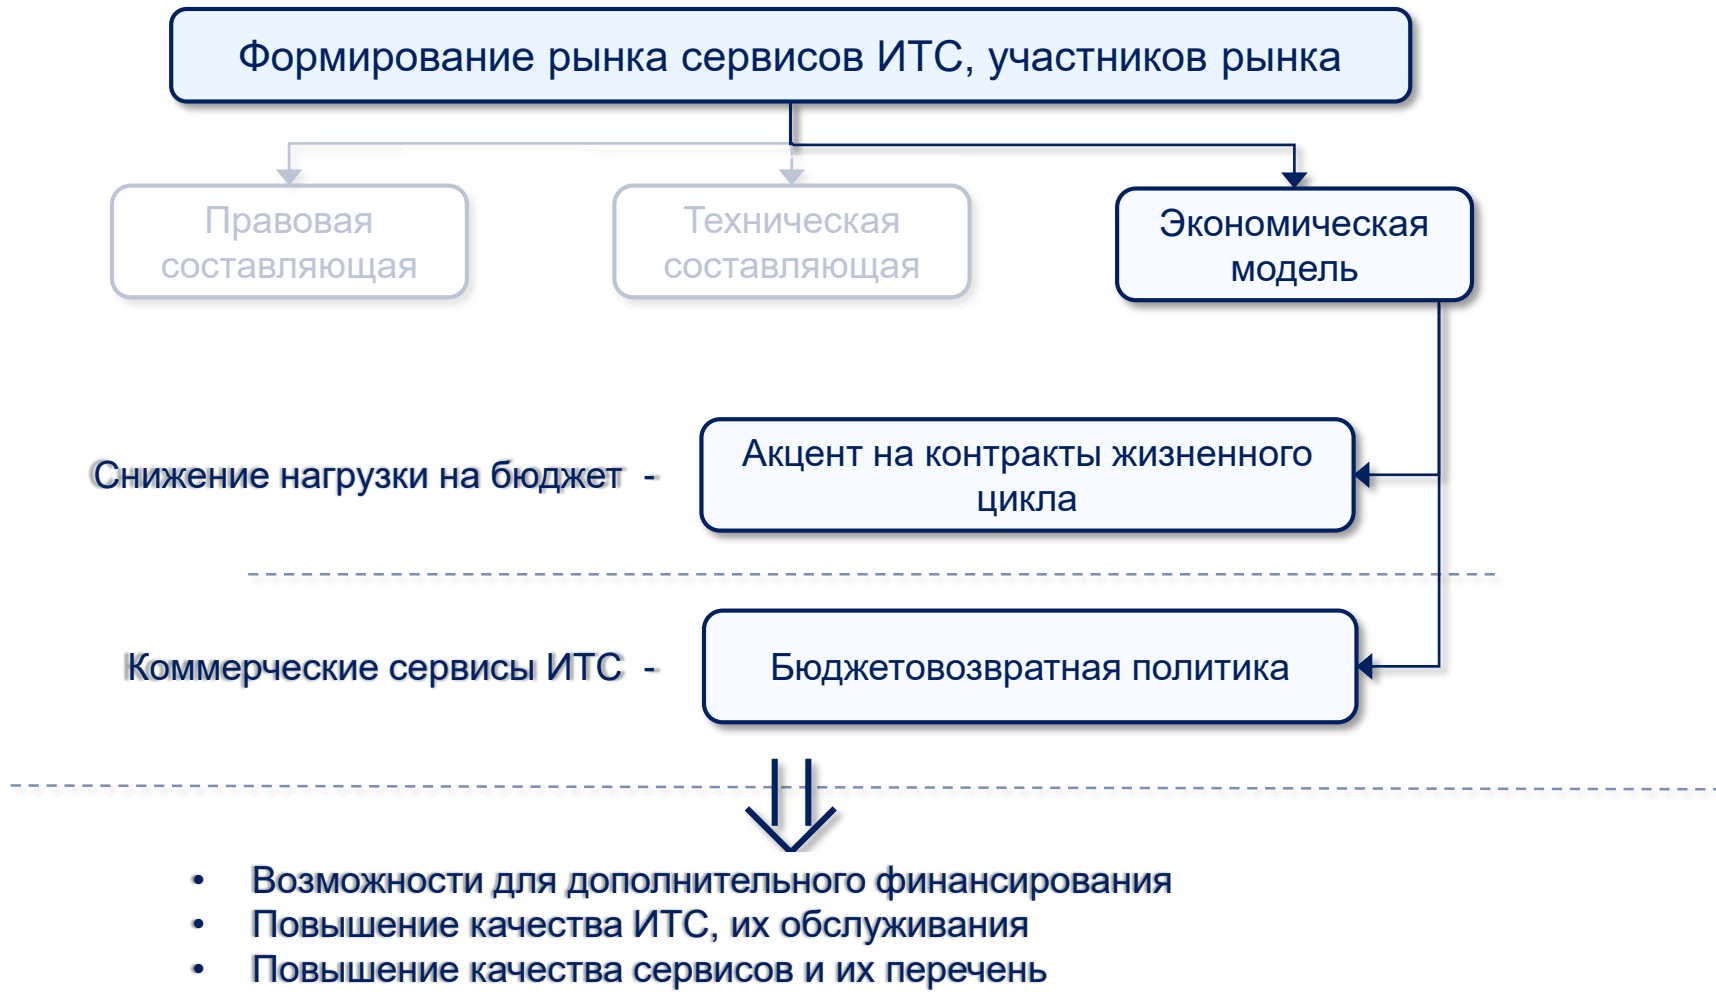 Формирование рынка сервисов ИТС, участников рынка
Правовая
составляющая
Техническая
составляющая
Экономическая
модель
Снижение нагрузки на бюджет -
Акцент на контракты жизненного
цикла
Коммерческие сервисы ИТС -
Бюджетовозвратная политика
• Возможности для дополнительного финансирования
• Повышение качества ИТС, их обслуживания
• Повышение качества сервисов и их перечень